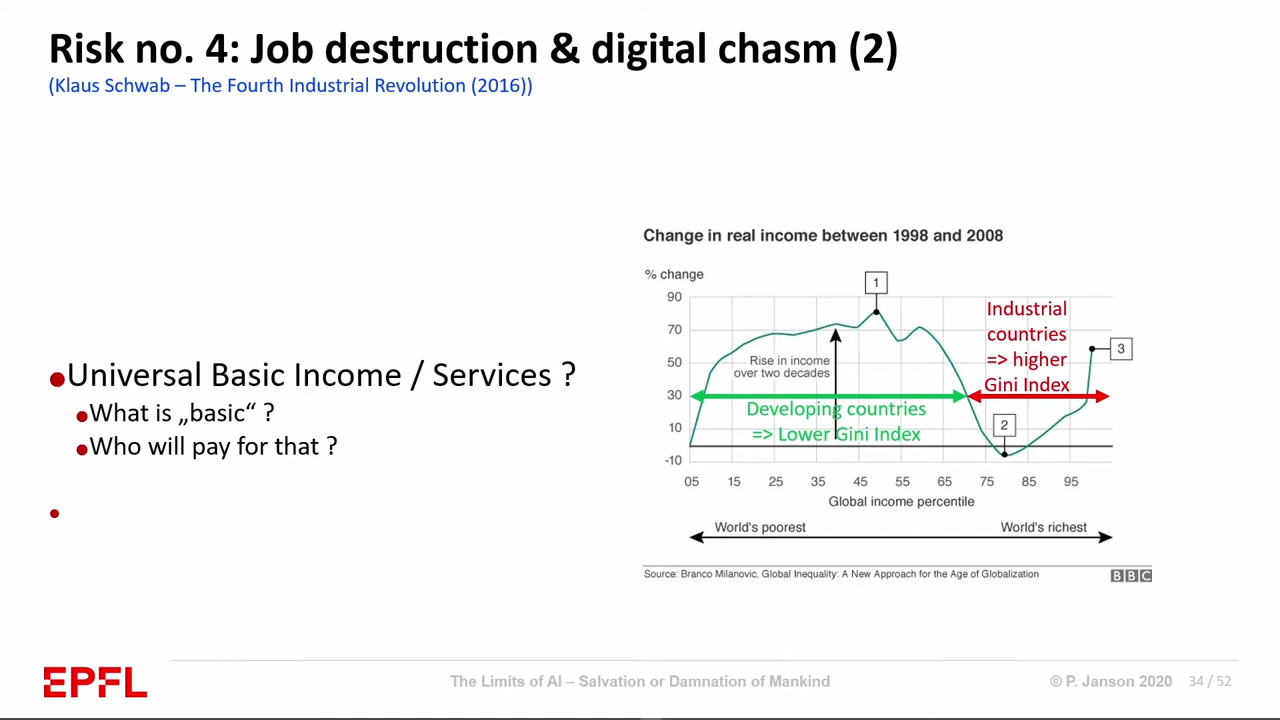 Risk no. 4: Job destruction & digital chasm (2)
(Klaus Schwab – The Fourth Industrial Revolution (2016))
•Universal Basic Income / Services ?
•What is „basic“ ?
•Who will pay for that ?
•
Change in real income between 1998 and 2008
% change
90
70
50
30
10
-10
1
2
3
Rise in income
over two decades
Developing countries
=> Lower Gini Index
Industrial
countries
=> higher
Gini Index
05 15 25 35 45 55 65 75 85 95
Global income percentile
World's poorest World's richest
Source: Branco Milanovic, Global Inequality: A New Approach for the Age of Globalization
BBC
EPFL
The Limits of AI – Salvation or Damnation of Mankind
© P. Janson 2020 34 / 52